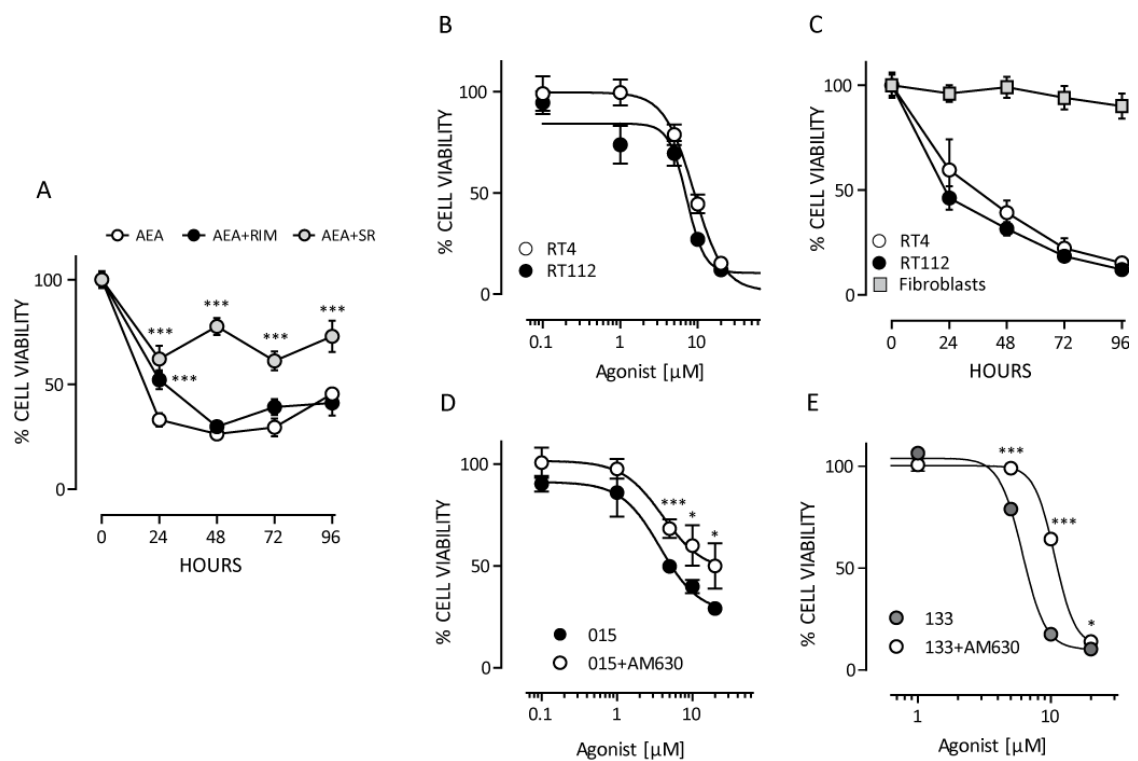 A
AEA AEA+RIM AEA+SR
% CELL VIABILITY
100
50
0
***
***
***
***
***
0 24 48 72 96
HOURS
B
% CELL VIABILITY
100
50
0
RT4
RT112
0.1 1 10
Agonist [µM]
C
% CELL VIABILITY
100
50
0
RT4
RT112
Fibroblasts
0 24 48 72 96
HOURS
D
% CELL VIABILITY
100
50
0
***
*
*
015
015+AM630
0.1 1 10
Agonist [µM]
E
% CELL VIABILITY
100
50
0
***
***
*
133
133+AM630
1 10
Agonist [µM]